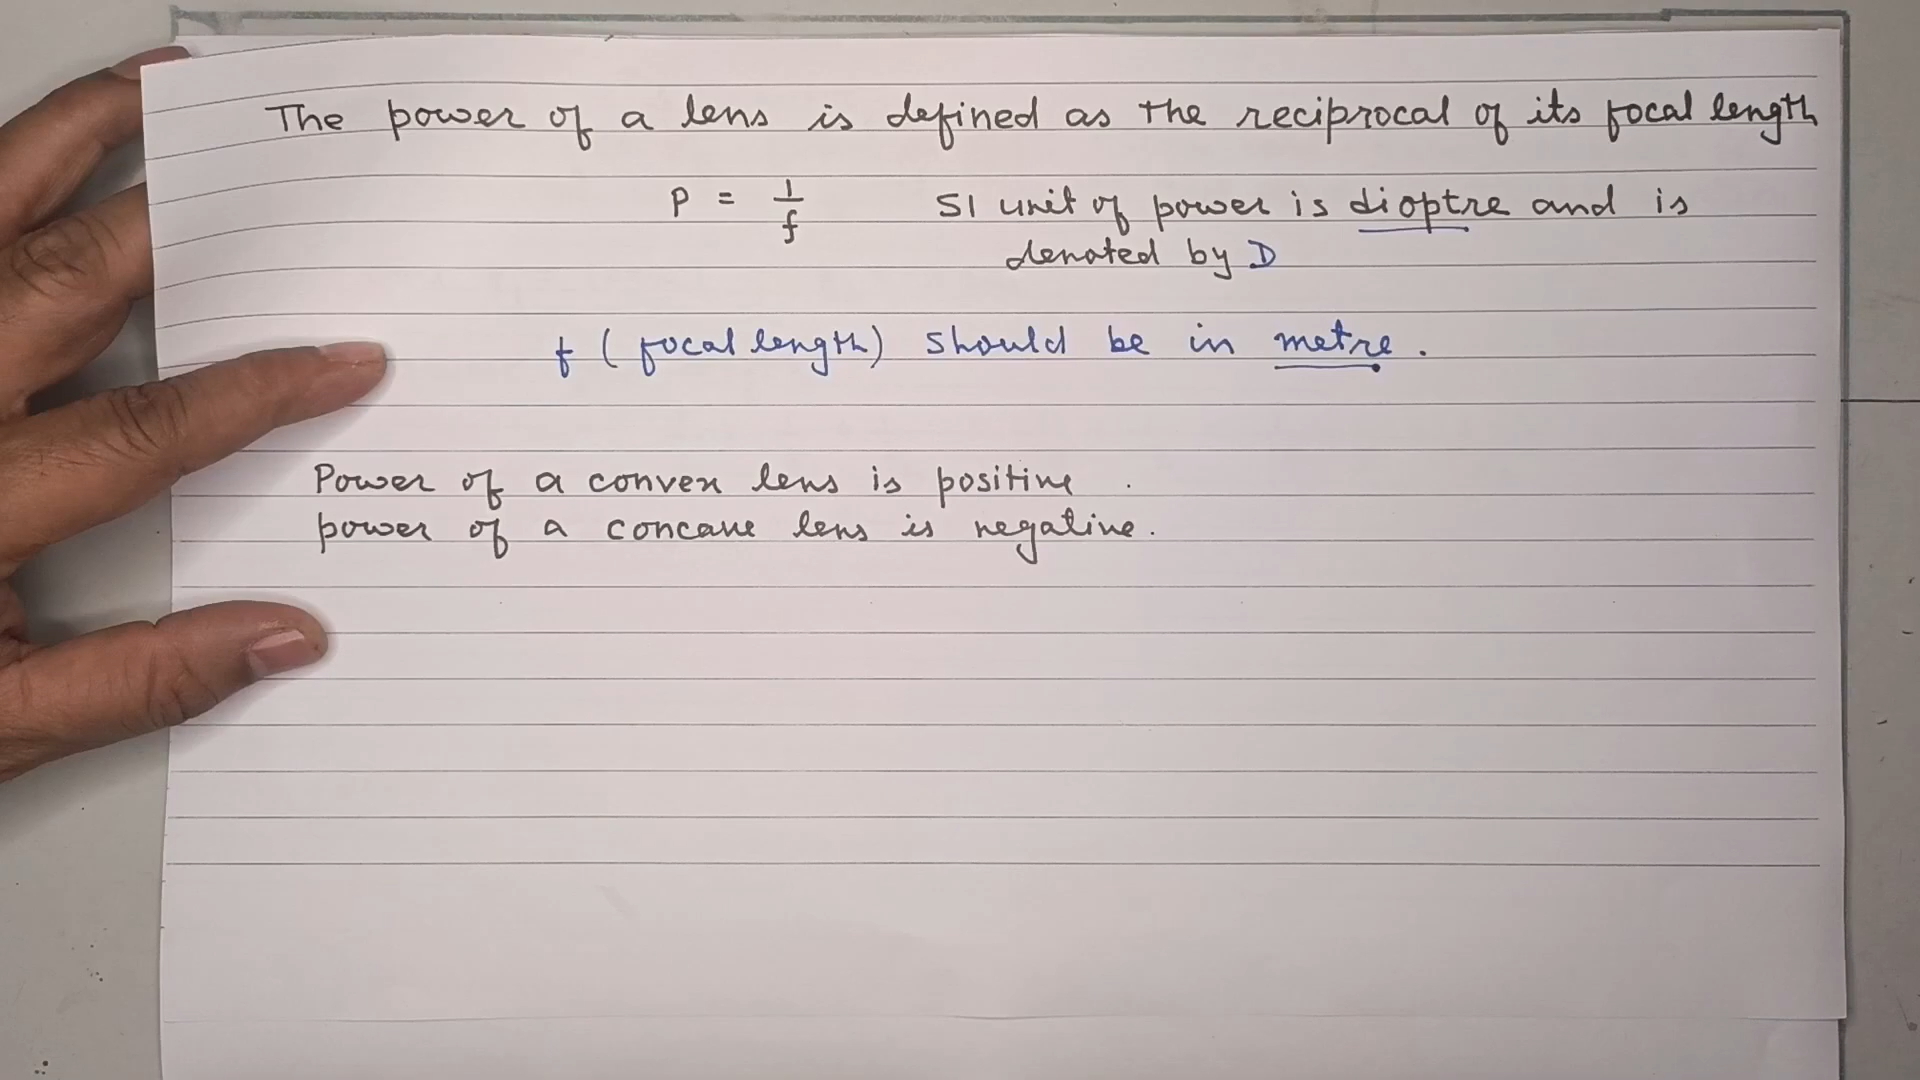 The power of a lens is defined as the reciprocal of its focal length
P = 1/f SI unit of power is dioptre and is
denoted by D
f (focal length) should be in metre.
Power of a convex lens is positive.
power of a concave lens is negative.